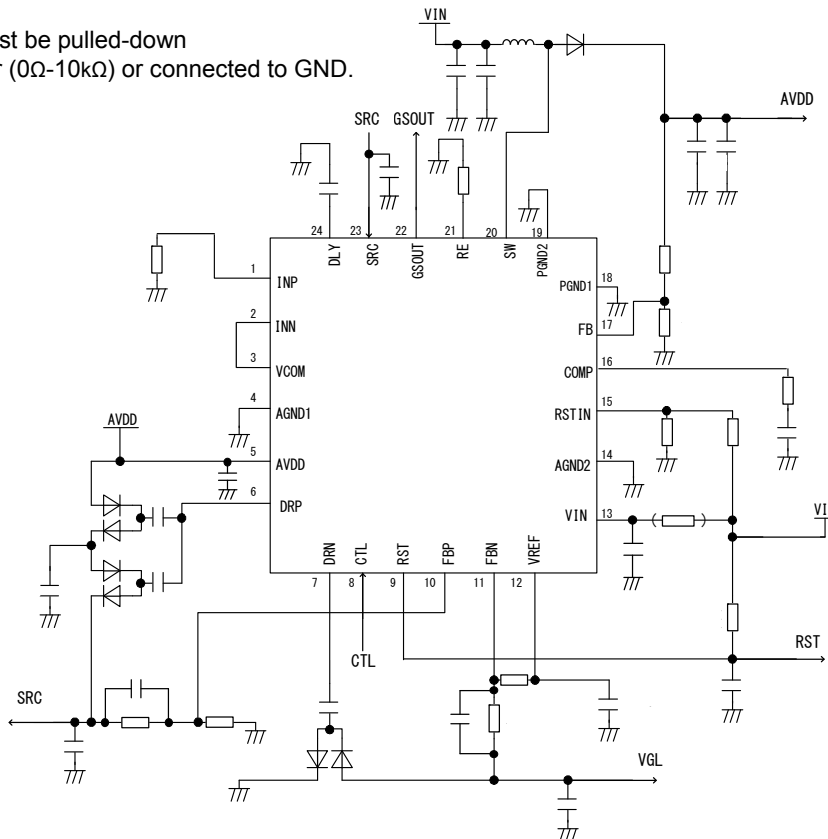 st be pulled-down
r (0Ω-10kΩ) or connected to GND.
VIN
AVDD
SRC GSOUT
24 23 22 21 20 19
DLY SRC GSOUT RE SW PGND2
1 INP
2 INN
3 VCOM
4 AGND1
AVDD
5 AVDD
6 DRP
PGND1 18
FB 17
COMP 16
RSTIN 15
AGND2 14
VIN 13
VI
DRN CTL RST FBP FBN VREF
7 8 9 10 11 12
CTL
RST
SRC
VGL